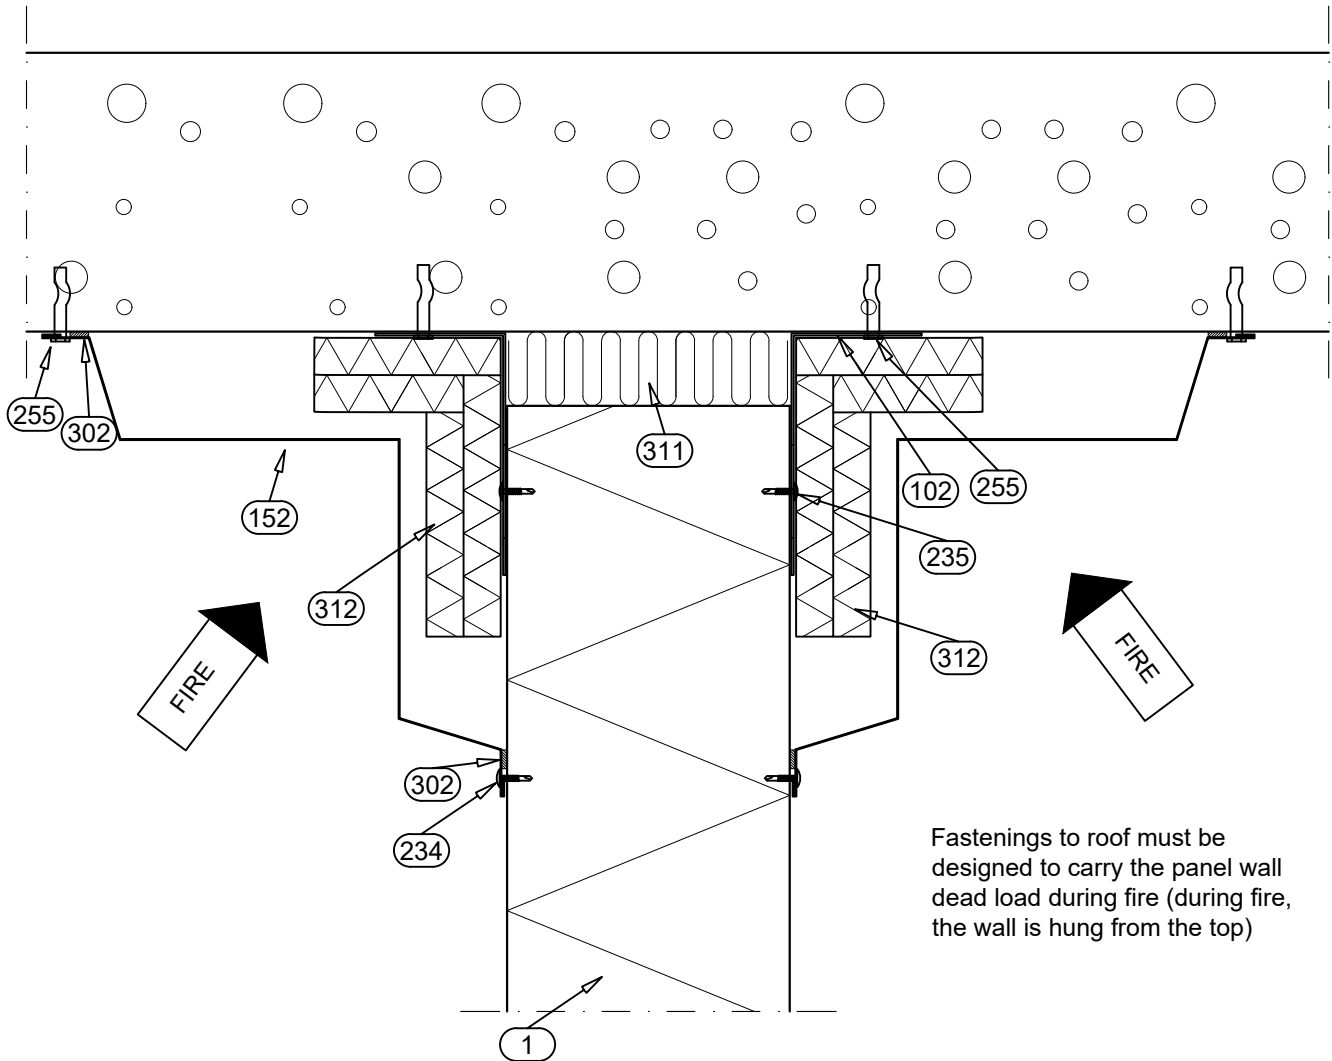 255
302
311
102
255
152
235
312
312
FIRE
FIRE
302
234
Fastenings to roof must be
designed to carry the panel wall
dead load during fire (during fire,
the wall is hung from the top)
1